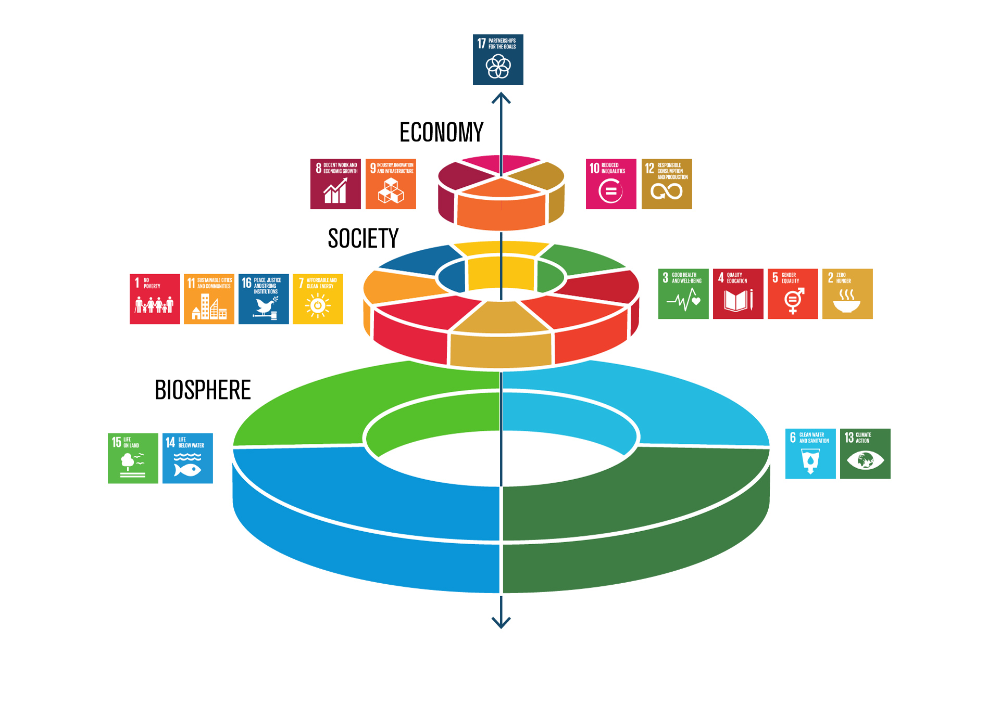 17 PARTNERSHIPS
FOR THE GOALS
ECONOMY
8 DECENT WORK AND
ECONOMIC GROWTH
9 INDUSTRY, INNOVATION
AND INFRASTRUCTURE
10 REDUCED
INEQUALITIES
12 RESPONSIBLE
CONSUMPTION
AND PRODUCTION
SOCIETY
1 NO
POVERTY
11 SUSTAINABLE CITIES
AND COMMUNITIES
16 PEACE, JUSTICE
AND STRONG
INSTITUTIONS
7 AFFORDABLE AND
CLEAN ENERGY
3 GOOD HEALTH
AND WELL-BEING
4 QUALITY
EDUCATION
5 GENDER
EQUALITY
2 ZERO
HUNGER
BIOSPHERE
15 LIFE
ON LAND
14 LIFE
BELOW WATER
6 CLEAN WATER
AND SANITATION
13 CLIMATE
ACTION